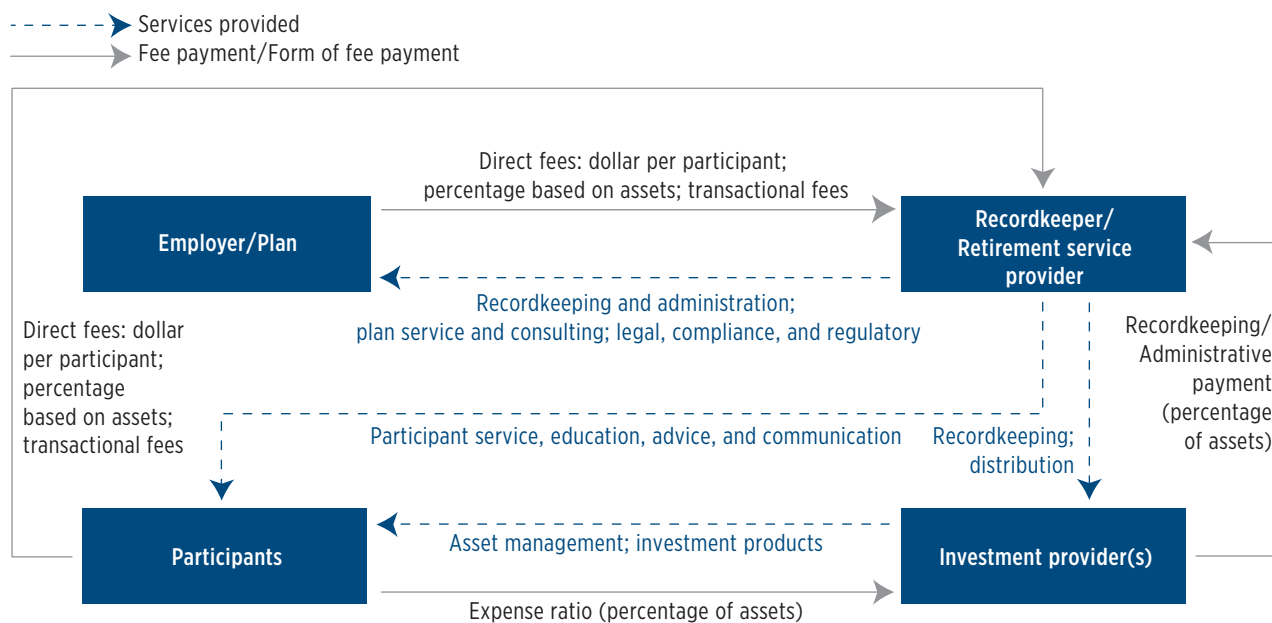 Services provided
Fee payment/Form of fee payment
Direct fees: dollar per participant;
percentage based on assets; transactional fees
Employer/Plan
Recordkeeper/
Retirement service
provider
Recordkeeping and administration;
plan service and consulting; legal, compliance, and regulatory
Direct fees: dollar
per participant;
percentage
based on assets;
transactional fees
Recordkeeping/
Administrative
payment
(percentage
of assets)
Participant service, education, advice, and communication
Recordkeeping;
distribution
Participants
Asset management; investment products
Investment provider(s)
Expense ratio (percentage of assets)